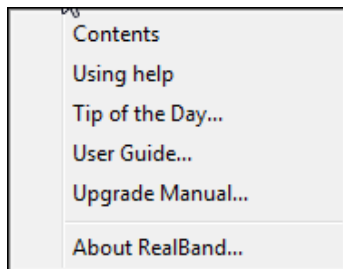 Contents
Using help
Tip of the Day...
User Guide...
Upgrade Manual...
About RealBand...